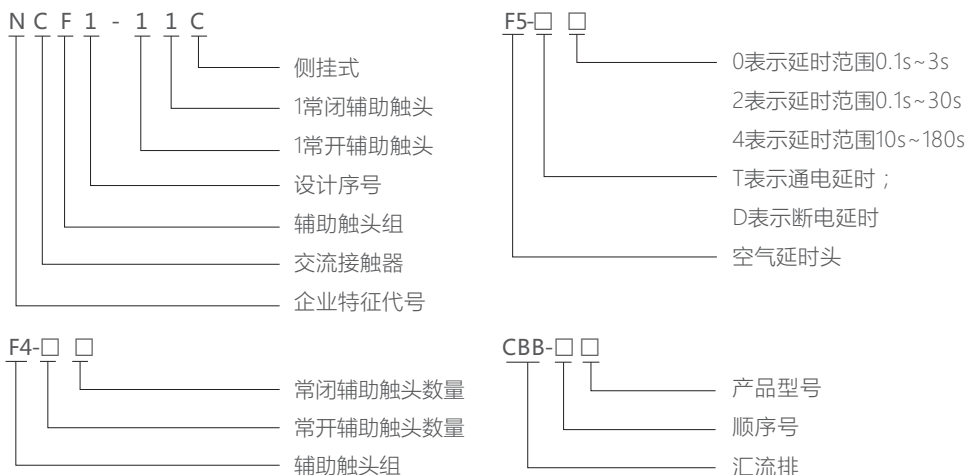 NCF1-11C
侧挂式
1常闭辅助触头
1常开辅助触头
设计序号
辅助触头组
交流接触器
企业特征代号
F5-□ □
0表示延时范围0.1s~3s
2表示延时范围0.1s~30s
4表示延时范围10s~180s
T表示通电延时；
D表示断电延时
空气延时头
F4-□ □
常闭辅助触头数量
常开辅助触头数量
辅助触头组
CBB-□ □
产品型号
顺序号
汇流排